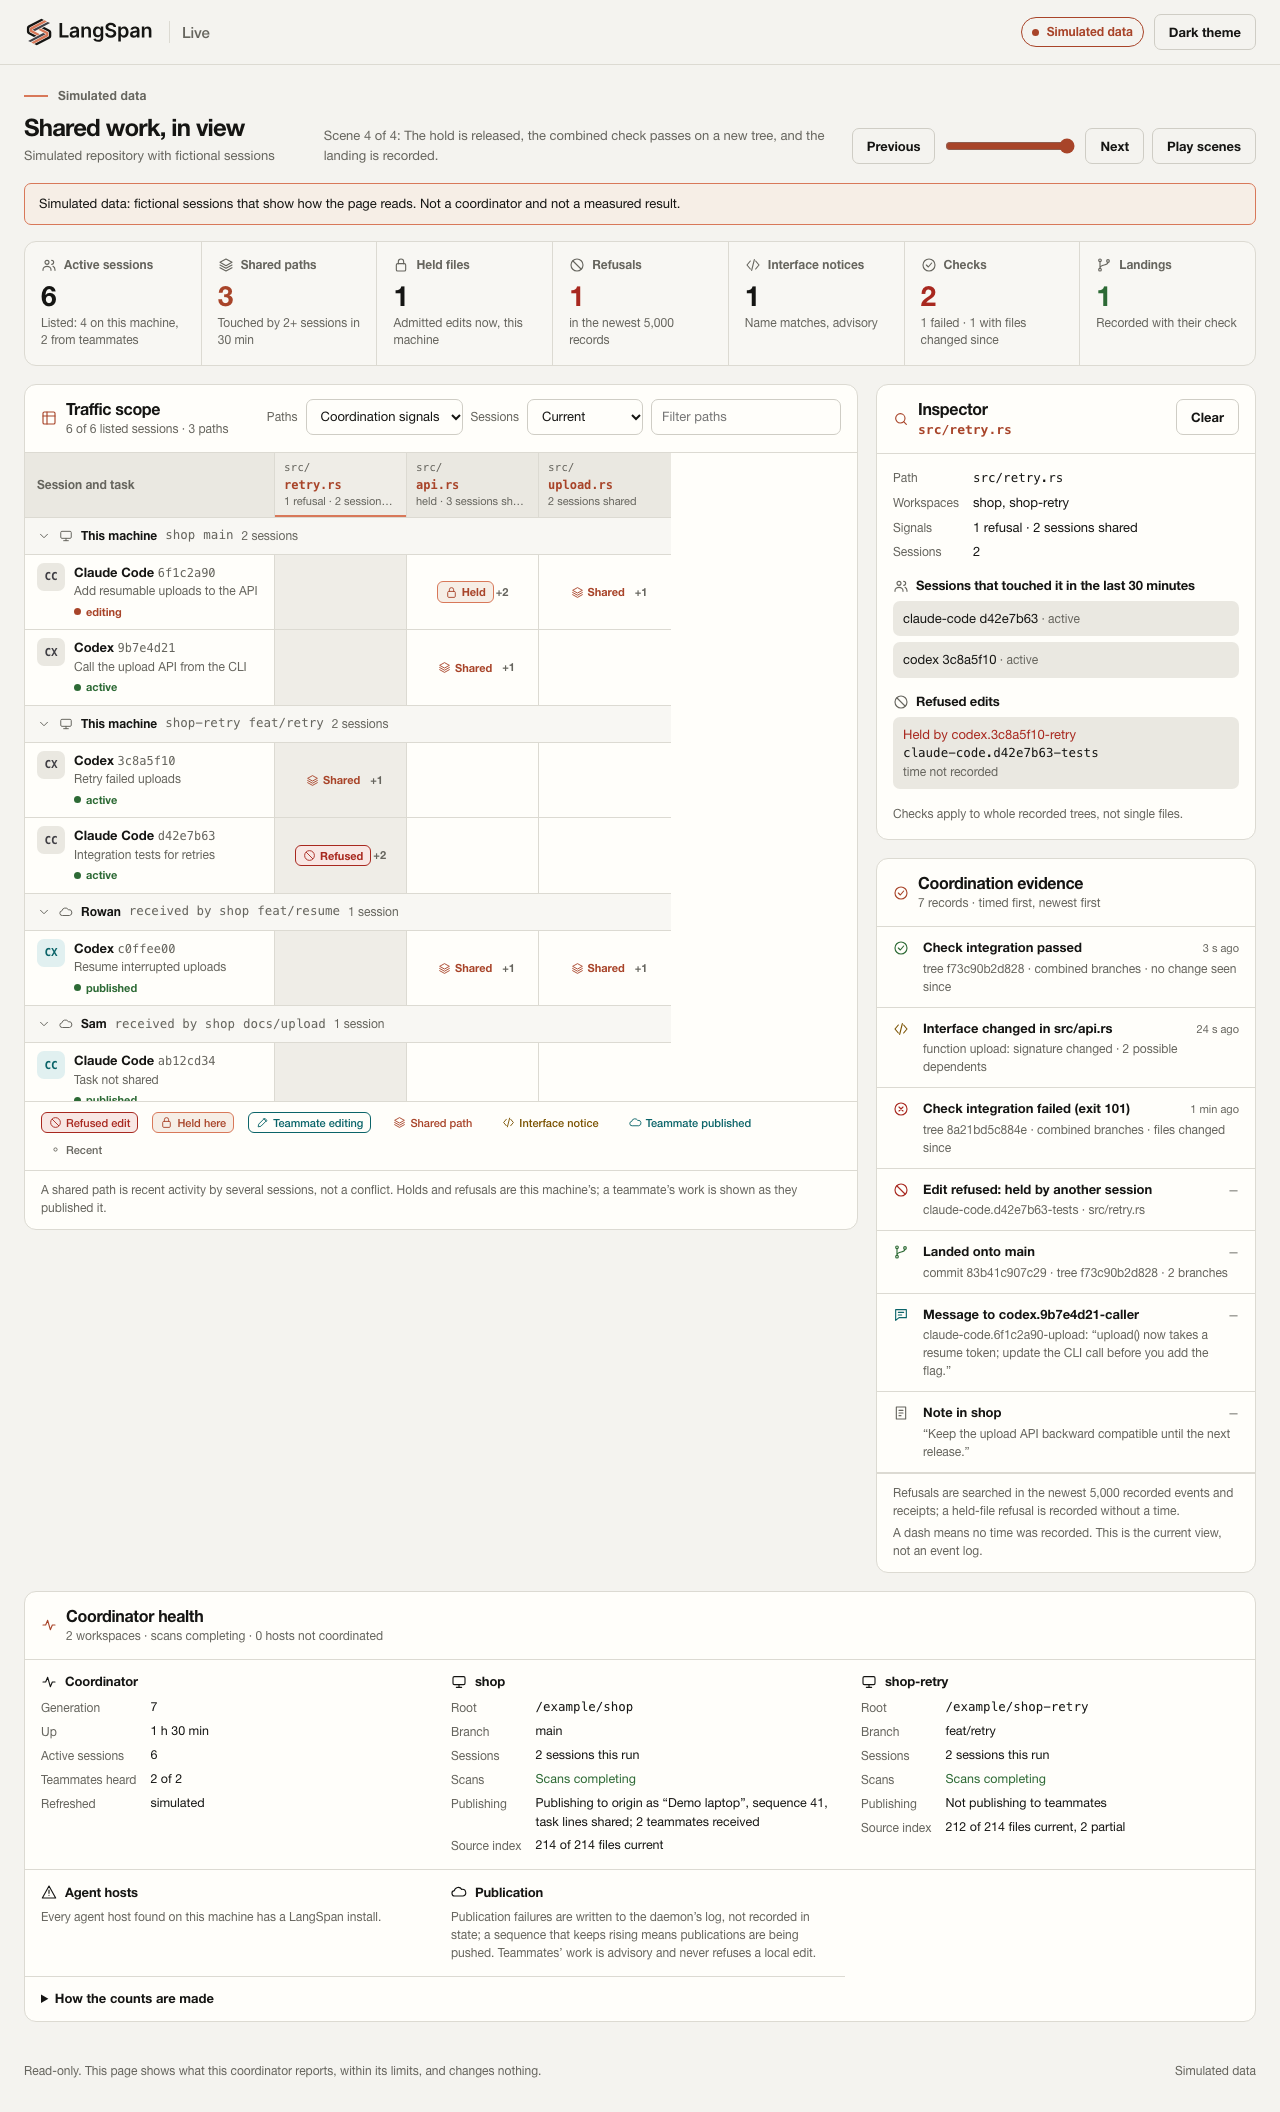 LangSpan
Live
Simulated data
Dark theme
Simulated data
Shared work, in view
Simulated repository with fictional sessions
Scene 4 of 4: The hold is released, the combined check passes on a new tree, and the
landing is recorded.
Previous
Next
Play scenes
Simulated data: fictional sessions that show how the page reads. Not a coordinator and not a measured result.
Active sessions
6
Listed: 4 on this machine,
2 from teammates
Shared paths
3
Touched by 2+ sessions in
30 min
Held files
1
Admitted edits now, this
machine
Refusals
1
in the newest 5,000
records
Interface notices
1
Name matches, advisory
Checks
2
1 failed · 1 with files
changed since
Landings
1
Recorded with their check
Traffic scope
6 of 6 listed sessions · 3 paths
Paths
Coordination signals
Sessions
Current
Filter paths
Session and task
src/
retry.rs
1 refusal · 2 session...
src/
api.rs
held · 3 sessions sh...
src/
upload.rs
2 sessions shared
This machine shop main 2 sessions
CC
Claude Code 6f1c2a90
Add resumable uploads to the API
editing
Held +2
Shared +1
CX
Codex 9b7e4d21
Call the upload API from the CLI
active
Shared +1
This machine shop-retry feat/retry 2 sessions
CX
Codex 3c8a5f10
Retry failed uploads
active
Shared +1
CC
Claude Code d42e7b63
Integration tests for retries
active
Refused +2
Rowan received by shop feat/resume 1 session
CX
Codex c0ffee00
Resume interrupted uploads
published
Shared +1
Shared +1
Sam received by shop docs/upload 1 session
CC
Claude Code ab12cd34
Task not shared
published
Refused edit
Held here
Teammate editing
Shared path
Interface notice
Teammate published
Recent
A shared path is recent activity by several sessions, not a conflict. Holds and refusals are this machine’s; a teammate’s work is shown as they
published it.
Inspector
src/retry.rs
Clear
Path src/retry.rs
Workspaces shop, shop-retry
Signals 1 refusal · 2 sessions shared
Sessions 2
Sessions that touched it in the last 30 minutes
claude-code d42e7b63 · active
codex 3c8a5f10 · active
Refused edits
Held by codex.3c8a5f10-retry
claude-code.d42e7b63-tests
time not recorded
Checks apply to whole recorded trees, not single files.
Coordination evidence
7 records · timed first, newest first
Check integration passed
3 s ago
tree f73c90b2d828 · combined branches · no change seen
since
Interface changed in src/api.rs
24 s ago
function upload: signature changed · 2 possible
dependents
Check integration failed (exit 101)
1 min ago
tree 8a21bd5c884e · combined branches · files changed
since
Edit refused: held by another session
–
claude-code.d42e7b63-tests · src/retry.rs
Landed onto main
–
commit 83b41c907c29 · tree f73c90b2d828 · 2 branches
Message to codex.9b7e4d21-caller
–
claude-code.6f1c2a90-upload: “upload() now takes a
resume token; update the CLI call before you add the
flag.”
Note in shop
–
“Keep the upload API backward compatible until the next
release.”
Refusals are searched in the newest 5,000 recorded events and
receipts; a held-file refusal is recorded without a time.
A dash means no time was recorded. This is the current view,
not an event log.
Coordinator health
2 workspaces · scans completing · 0 hosts not coordinated
Coordinator
Generation 7
Up 1 h 30 min
Active sessions 6
Teammates heard 2 of 2
Refreshed simulated
shop
Root /example/shop
Branch main
Sessions 2 sessions this run
Scans Scans completing
Publishing Publishing to origin as “Demo laptop”, sequence 41,
task lines shared; 2 teammates received
Source index 214 of 214 files current
shop-retry
Root /example/shop-retry
Branch feat/retry
Sessions 2 sessions this run
Scans Scans completing
Publishing Not publishing to teammates
Source index 212 of 214 files current, 2 partial
Agent hosts
Every agent host found on this machine has a LangSpan install.
Publication
Publication failures are written to the daemon’s log, not recorded in
state; a sequence that keeps rising means publications are being
pushed. Teammates’ work is advisory and never refuses a local edit.
How the counts are made
Read-only. This page shows what this coordinator reports, within its limits, and changes nothing.
Simulated data